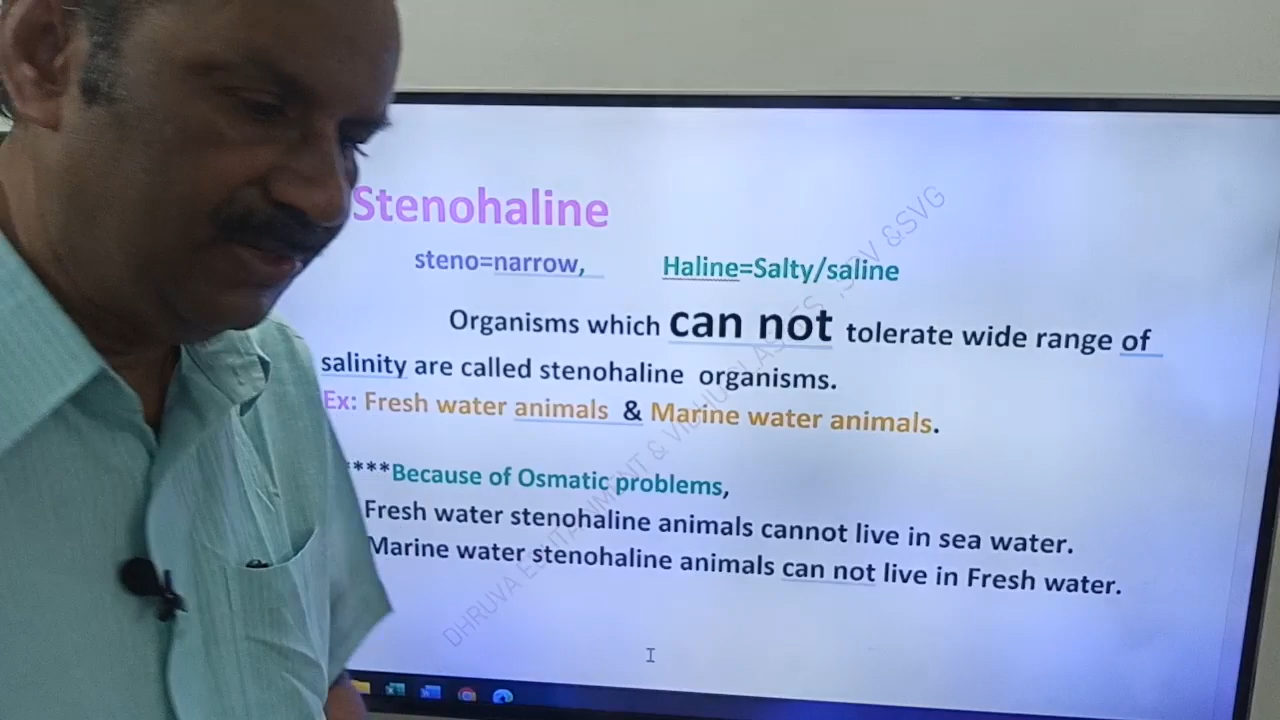 Stenohaline
steno=narrow, Haline=Salty/saline
Organisms which can not tolerate wide range of
salinity are called stenohaline organisms.
Ex: Fresh water animals & Marine water animals.
****Because of Osmatic problems,
Fresh water stenohaline animals cannot live in sea water.
Marine water stenohaline animals can not live in Fresh water.